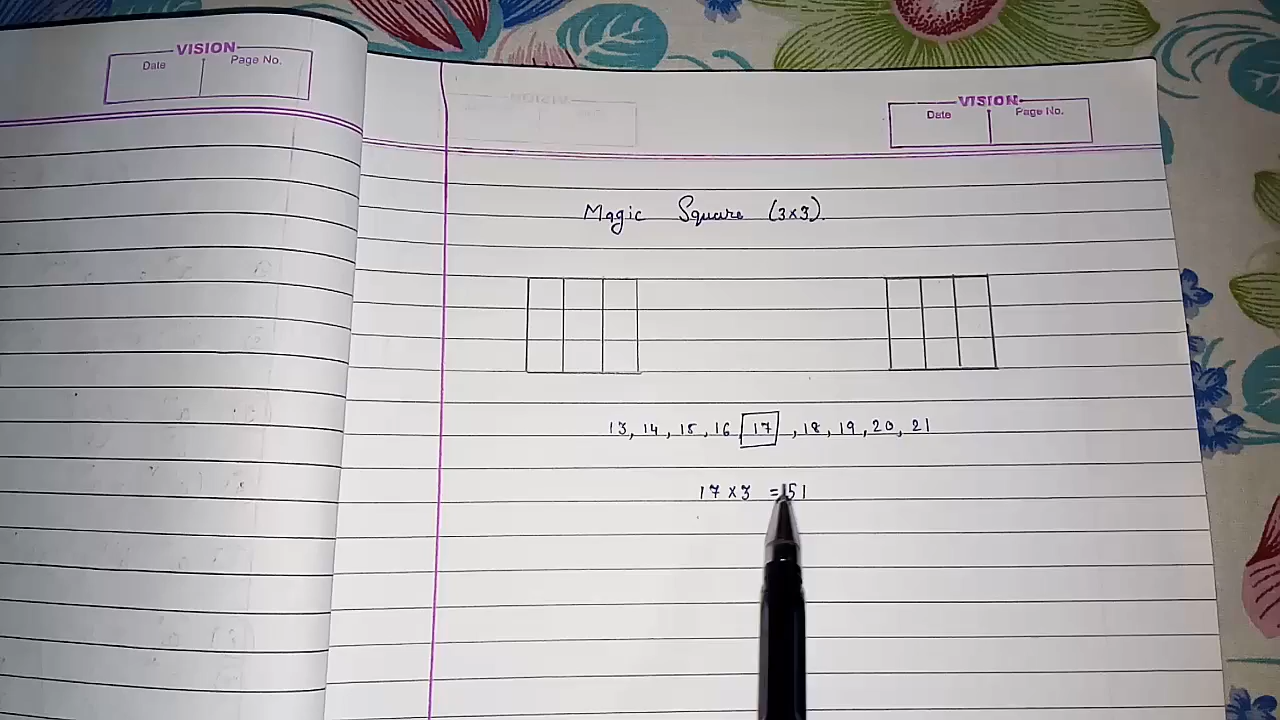 VISION
Date Page No.
VISION
Date Page No.
Magic Square (3x3).
13, 14, 15, 16 17, 18, 19, 20, 21
17 x 3 = 51